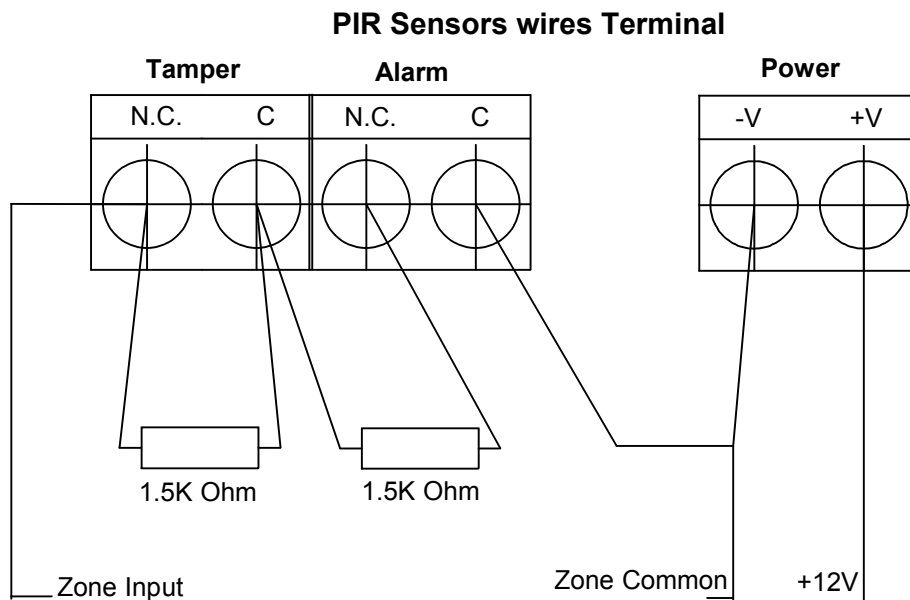 PIR Sensors wires Terminal
Tamper Alarm Power
N.C. C N.C. C -V +V
1.5K Ohm 1.5K Ohm
Zone Input Zone Common +12V